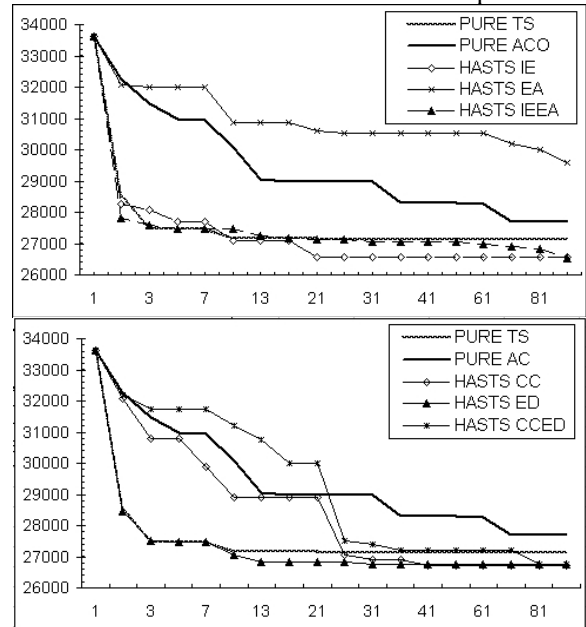 34000
33000
32000
31000
30000
29000
28000
27000
26000
PURE TS
PURE ACO
HASTS IE
HASTS EA
HASTS IEEA
1 3 7 13 21 31 41 61 81
34000
33000
32000
31000
30000
29000
28000
27000
26000
PURE TS
PURE AC
HASTS CC
HASTS ED
HASTS CCED
1 3 7 13 21 31 41 61 81